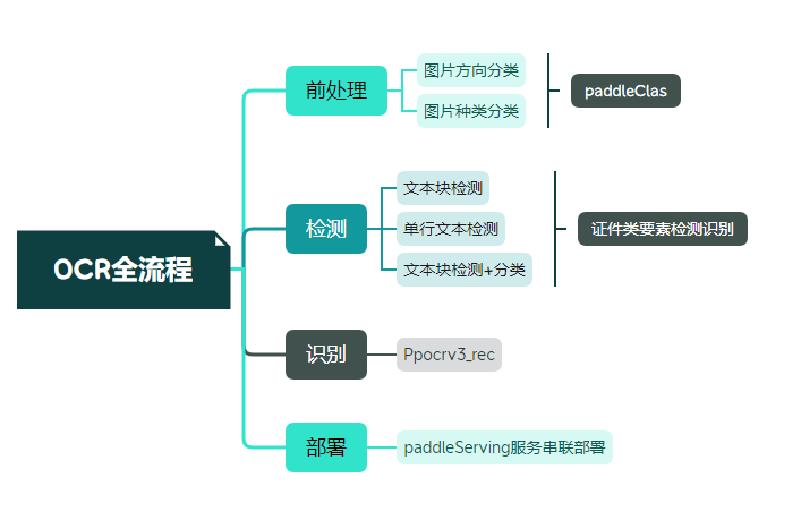 OCR全流程
前处理
图片方向分类
图片种类分类
paddleClas
检测
文本块检测
单行文本检测
文本块检测+分类
证件类要素检测识别
识别
Ppocrv3_rec
部署
paddleServing服务串联部署